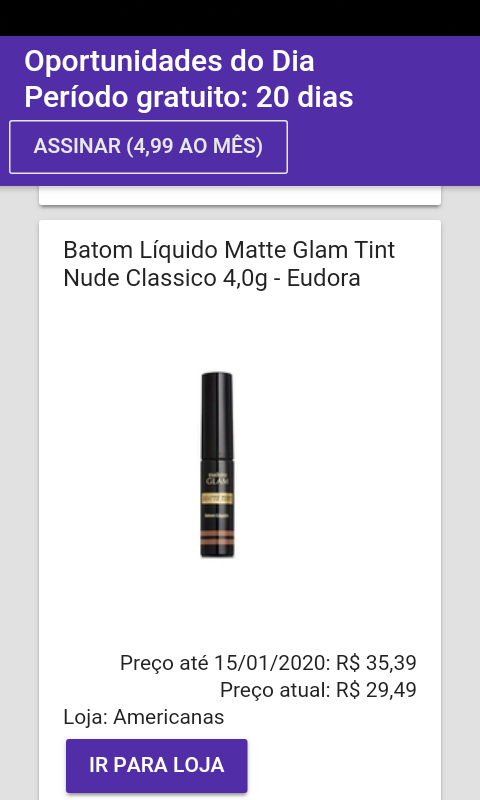 Oportunidades do Dia
Período gratuito: 20 dias
ASSINAR (4,99 AO MÊS)
Batom Líquido Matte Glam Tint
Nude Classico 4,0g - Eudora
eudora
GLAM
Preço até 15/01/2020: R$ 35,39
Preço atual: R$ 29,49
Loja: Americanas
IR PARA LOJA